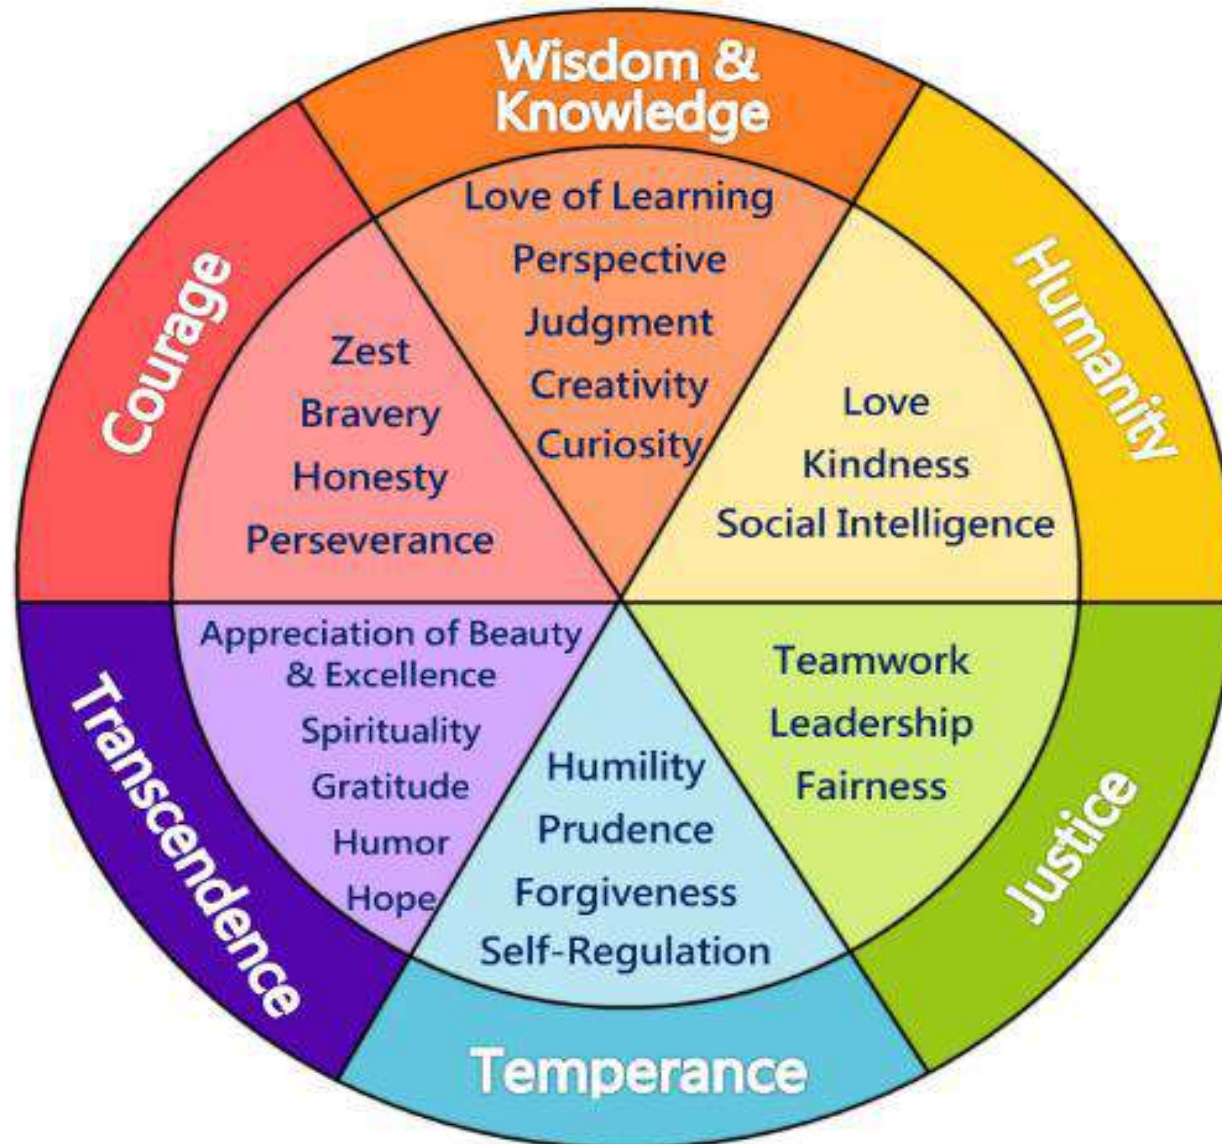 Wisdom &
Knowledge
Love of Learning
Perspective
Judgment
Creativity
Curiosity
Humanity
Love
Kindness
Social Intelligence
Justice
Teamwork
Leadership
Fairness
Temperance
Humility
Prudence
Forgiveness
Self-Regulation
Transcendence
Appreciation of Beauty
& Excellence
Spirituality
Gratitude
Humor
Hope
Courage
Zest
Bravery
Honesty
Perseverance